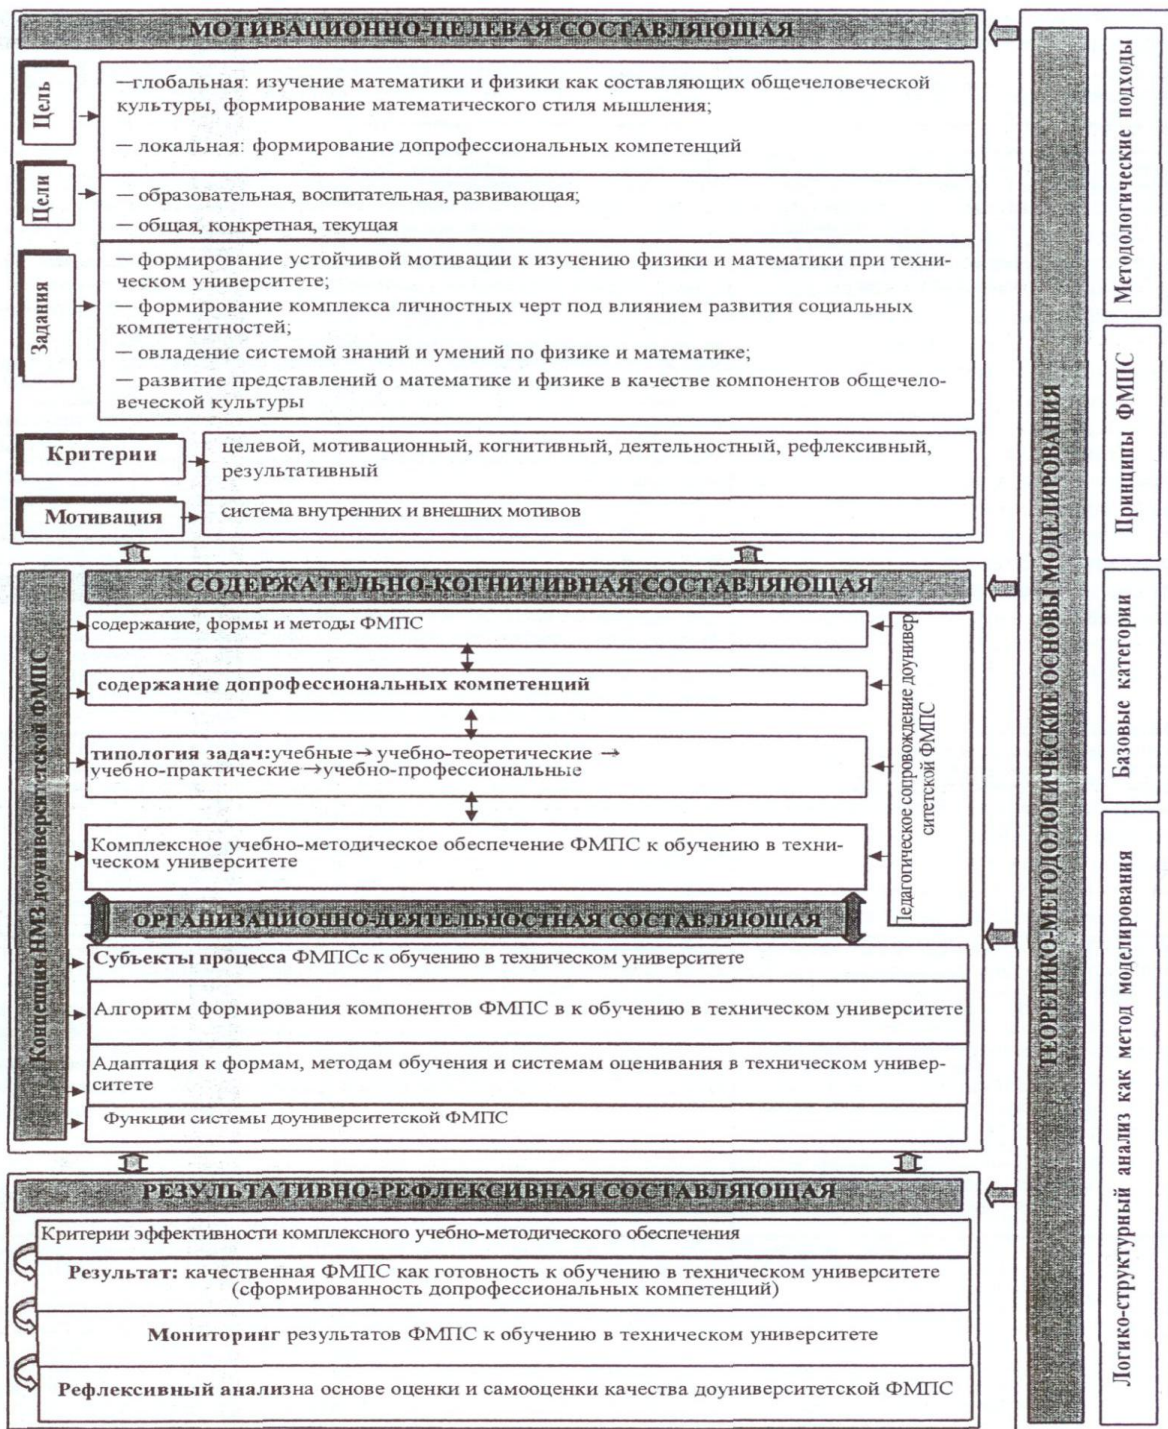 МОТИВАЦИОННО-ЦЕЛЕВАЯ СОСТАВЛЯЮЩАЯ
Цель
—глобальная: изучение математики и физики как составляющих общечеловеческой
культуры, формирование математического стиля мышления;
— локальная: формирование допрофессиональных компетенций
Цели
— образовательная, воспитательная, развивающая;
— общая, конкретная, текущая
Задания
— формирование устойчивой мотивации к изучению физики и математики при техни-
ческом университете;
— формирование комплекса личностных черт под влиянием развития социальных
компетентностей;
— овладение системой знаний и умений по физике и математике;
— развитие представлений о математике и физике в качестве компонентов общечело-
веческой культуры
Критерии
целевой, мотивационный, когнитивный, деятельностный, рефлексивный,
результативный
Мотивация
система внутренних и внешних мотивов
СОДЕРЖАТЕЛЬНО-КОГНИТИВНАЯ СОСТАВЛЯЮЩАЯ
Концепция НМЗ доуниверситетской ФМПС
содержание, формы и методы ФМПС
содержание допрофессиональных компетенций
типология задач:учебные→учебно-теоретические →
учебно-практические→учебно-профессиональные
Комплексное учебно-методическое обеспечение ФМПС к обучению в техни-
ческом университете
Педагогическое сопровождение доунивер
ситетской ФМПС
ОРГАНИЗАЦИОННО-ДЕЯТЕЛЬНОСТНАЯ СОСТАВЛЯЮЩАЯ
Субъекты процесса ФМПСс к обучению в техническом университете
Алгоритм формирования компонентов ФМПС в к обучению в техническом университете
Адаптация к формам, методам обучения и системам оценивания в техническом универ-
ситете
Функции системы доуниверситетской ФМПС
РЕЗУЛЬТАТИВНО-РЕФЛЕКСИВНАЯ СОСТАВЛЯЮЩАЯ
Критерии эффективности комплексного учебно-методического обеспечения
Результат: качественная ФМПС как готовность к обучению в техническом университете
(сформированность допрофессиональных компетенций)
Мониторинг результатов ФМПС к обучению в техническом университете
Рефлексивный анализна основе оценки и самооценки качества доуниверситетской ФМПС
ТЕОРЕТИКО-МЕТОДОЛОГИЧЕСКИЕ ОСНОВЫ МОДЕЛИРОВАНИЯ
Методологические подходы
Принципы ФМПС
Базовые категории
Логико-структурный анализ как метод моделирования